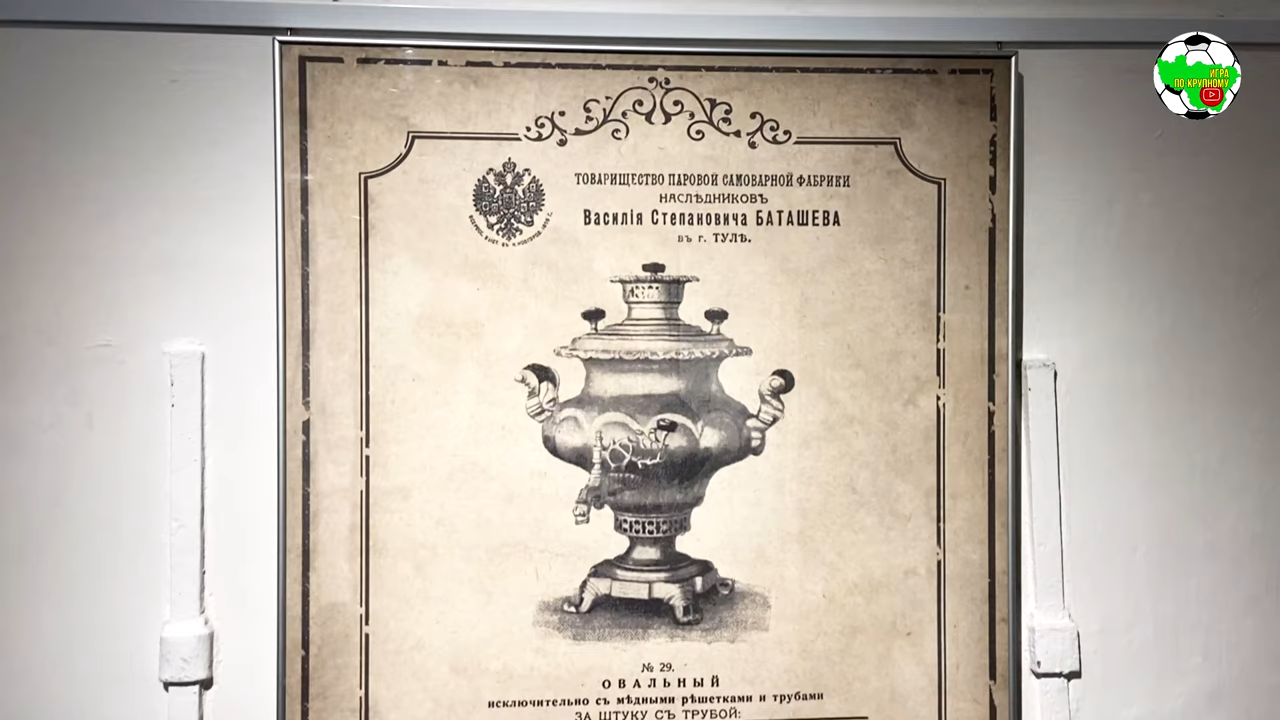 ИГРА
ПО КРУПНОМУ
ТОВАРИЩЕСТВО ПАРОВОЙ САМОВАРНОЙ ФАБРИКИ
НАСЛѢДНИКОВЪ
Василія Степановича БАТАШЕВА
въ г. ТУЛѢ.
№ 29.
ОВАЛЬНЫЙ
исключительно съ мѣдными рѣшетками и трубами
ЗА ШТУКУ СЪ ТРУБОЙ: